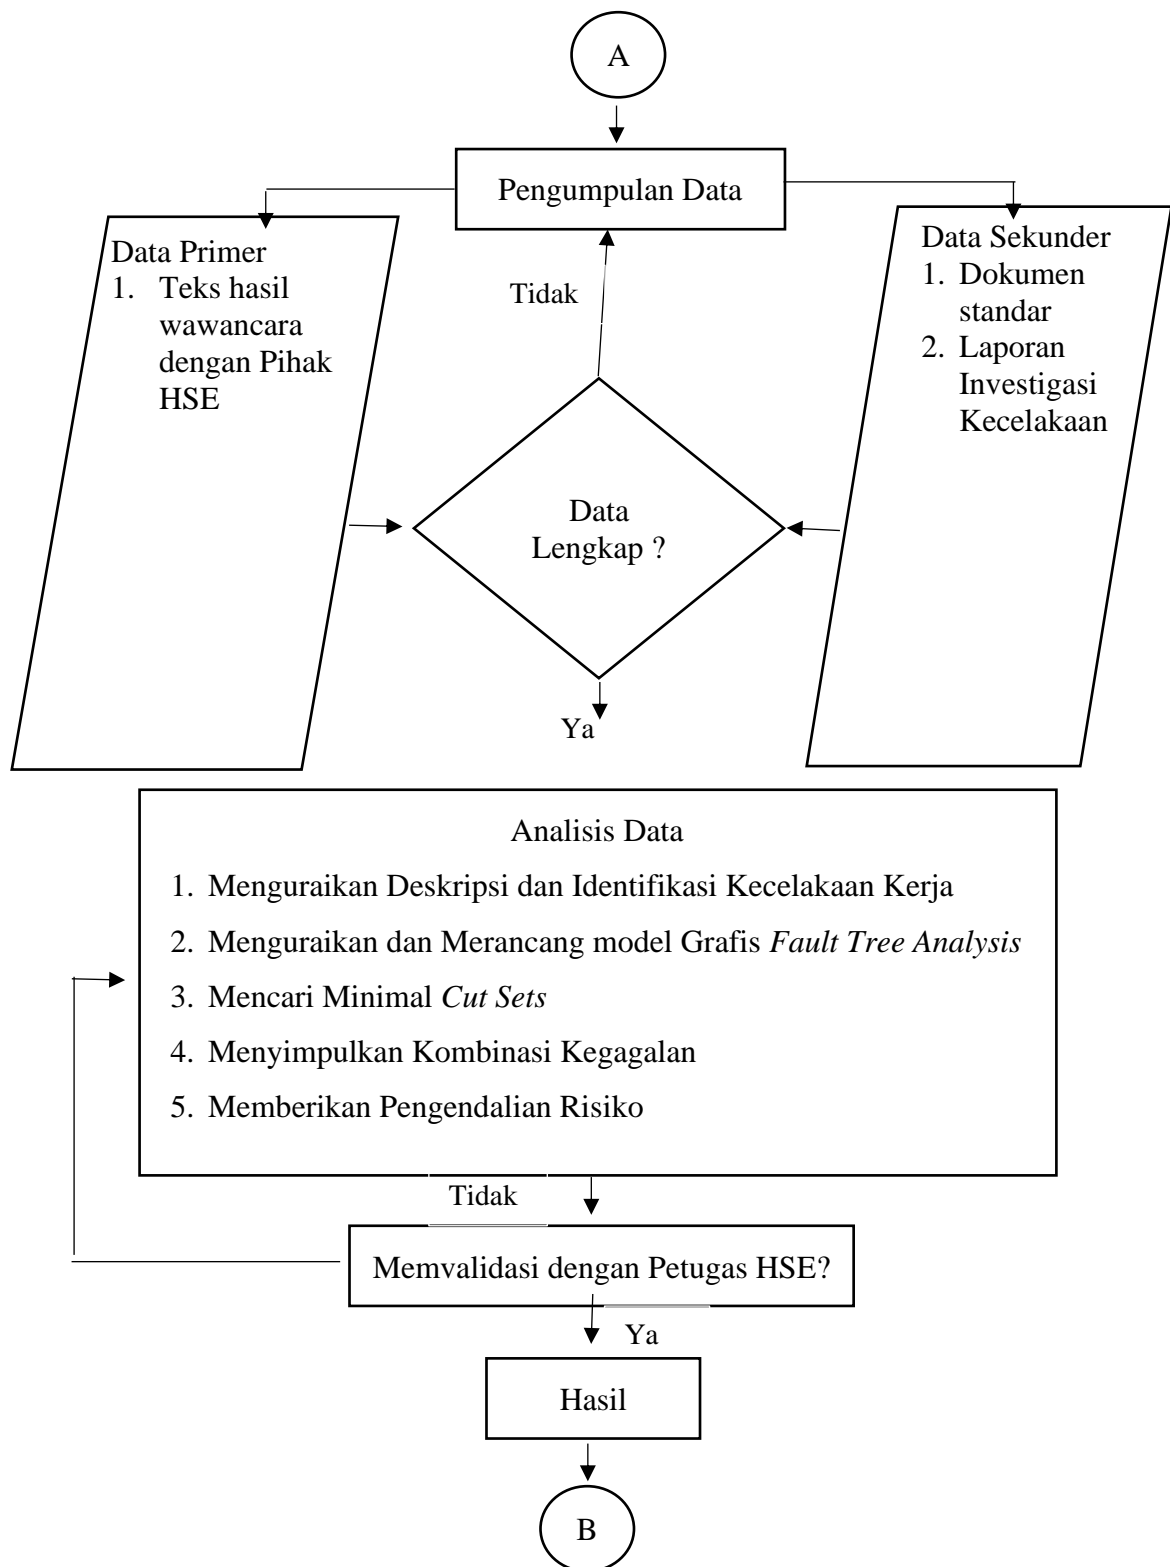 A
Pengumpulan Data
Data Primer
1. Teks hasil
wawancara
dengan Pihak
HSE
Tidak
Data Sekunder
1. Dokumen
standar
2. Laporan
Investigasi
Kecelakaan
Data
Lengkap ?
Ya
Analisis Data
1. Menguraikan Deskripsi dan Identifikasi Kecelakaan Kerja
2. Menguraikan dan Merancang model Grafis Fault Tree Analysis
3. Mencari Minimal Cut Sets
4. Menyimpulkan Kombinasi Kegagalan
5. Memberikan Pengendalian Risiko
Tidak
Memvalidasi dengan Petugas HSE?
Ya
Hasil
B